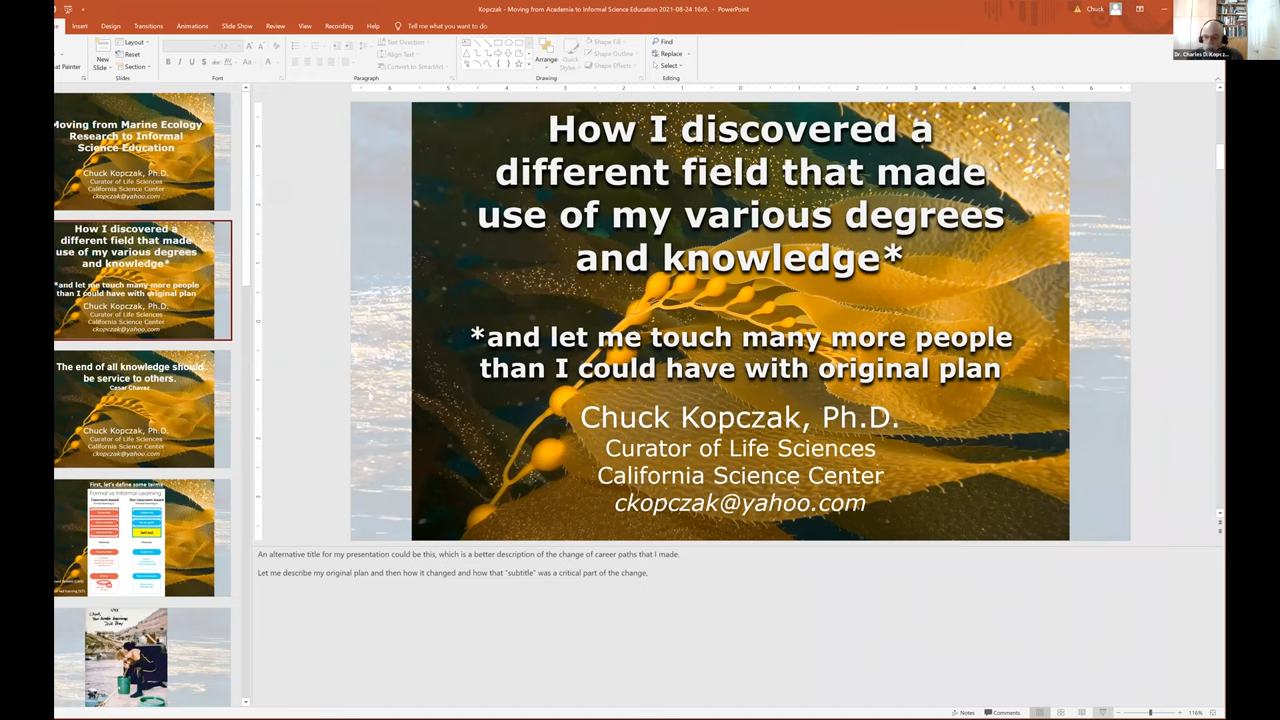 Kopczak - Moving from Academia to Informal Science Education 2021-08-24 16x9. - PowerPoint
Chuck
Insert Design Transitions Animations Slide Show Review View Recording Help Tell me what you want to do
Layout
Reset
Section
New
Slide
Slides
Font
Paragraph
Text Direction
Align Text
Convert to SmartArt
Arrange
Quick
Styles
Shape Fill
Shape Outline
Shape Effects
Drawing
Find
Replace
Select
Editing
Dr. Charles D. Kopcz...
Moving from Marine Ecology
Research to Informal
Science Education
Chuck Kopczak, Ph.D.
Curator of Life Sciences
California Science Center
ckopczak@yahoo.com
How I discovered a
different field that made
use of my various degrees
and knowledge*
*and let me touch many more people
than I could have with original plan
Chuck Kopczak, Ph.D.
Curator of Life Sciences
California Science Center
ckopczak@yahoo.com
The end of all knowledge should
be service to others.
Cesar Chavez
Chuck Kopczak, Ph.D.
Curator of Life Sciences
California Science Center
ckopczak@yahoo.com
First, let's define some terms
Formal vs Informal Learning
How I discovered a
different field that made
use of my various degrees
and knowledge*
*and let me touch many more people
than I could have with original plan
Chuck Kopczak, Ph.D.
Curator of Life Sciences
California Science Center
ckopczak@yahoo.com
An alternative title for my presentation could be this, which is a better description of the change of career paths that I made.
Let me describe my original plan and then how it changed and how that "subtitle" was a critical part of the change,
Notes Comments 116%